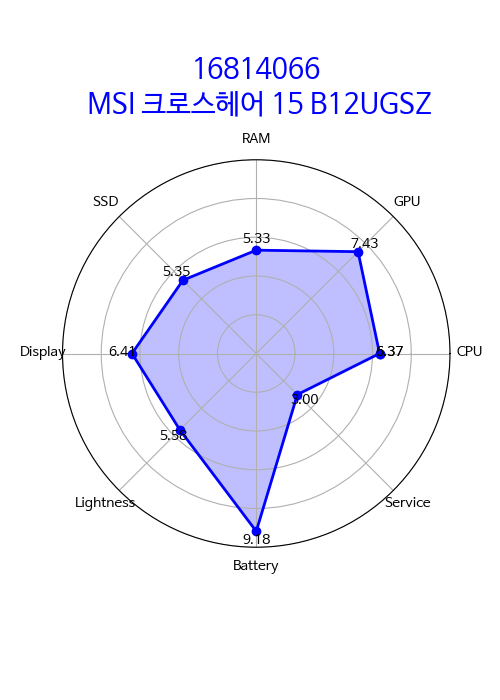 16814066
MSI 크로스헤어 15 B12UGSZ
RAM
SSD
GPU
5.33
7.43
5.35
Display
6.41
6.37
CPU
3.00
5.58
Lightness
Service
9.18
Battery